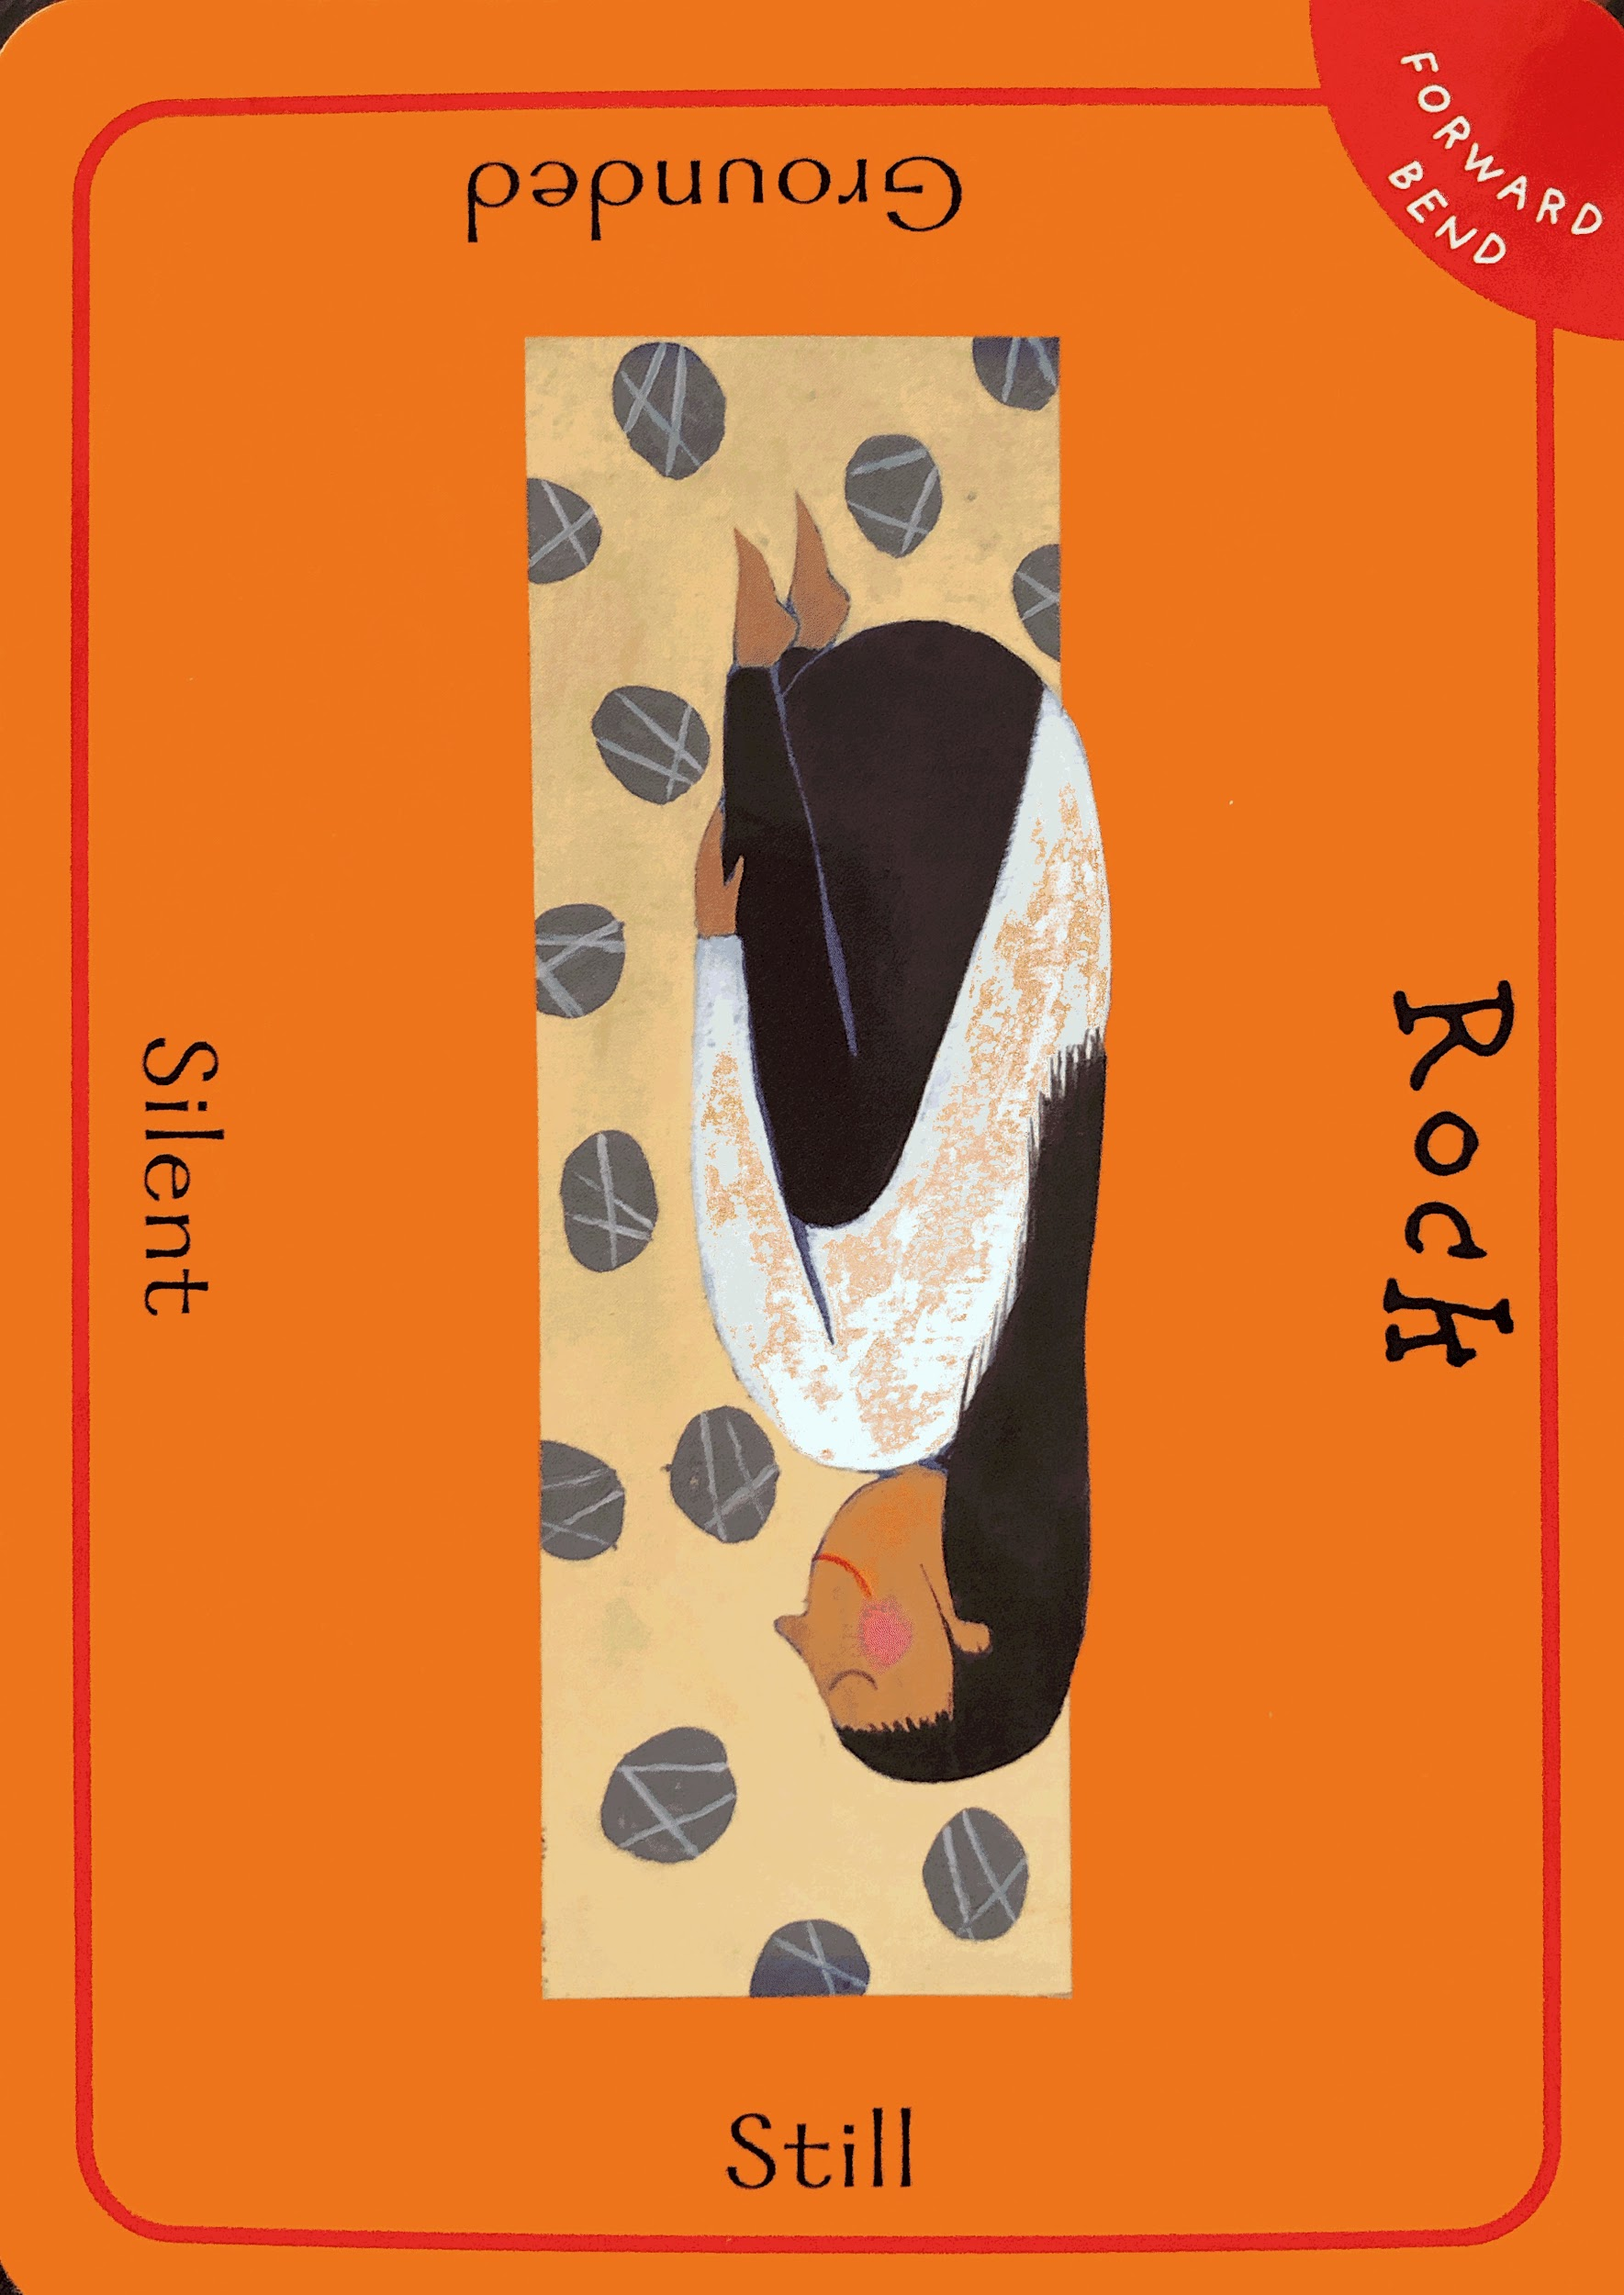 FORWARD
BEND
Rock
Grounded
Silent
Still